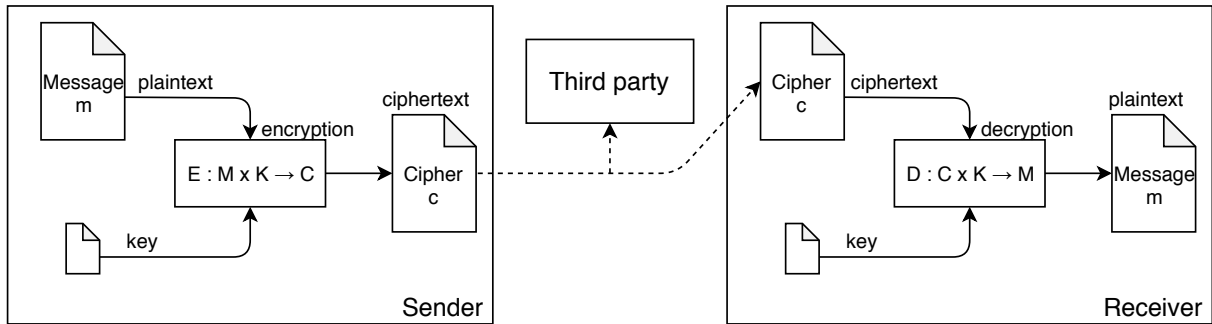 Message
m
plaintext
encryption
E : M x K → C
key
ciphertext
Cipher
c
Sender
Third party
Cipher
c
ciphertext
decryption
D : C x K → M
key
plaintext
Message
m
Receiver